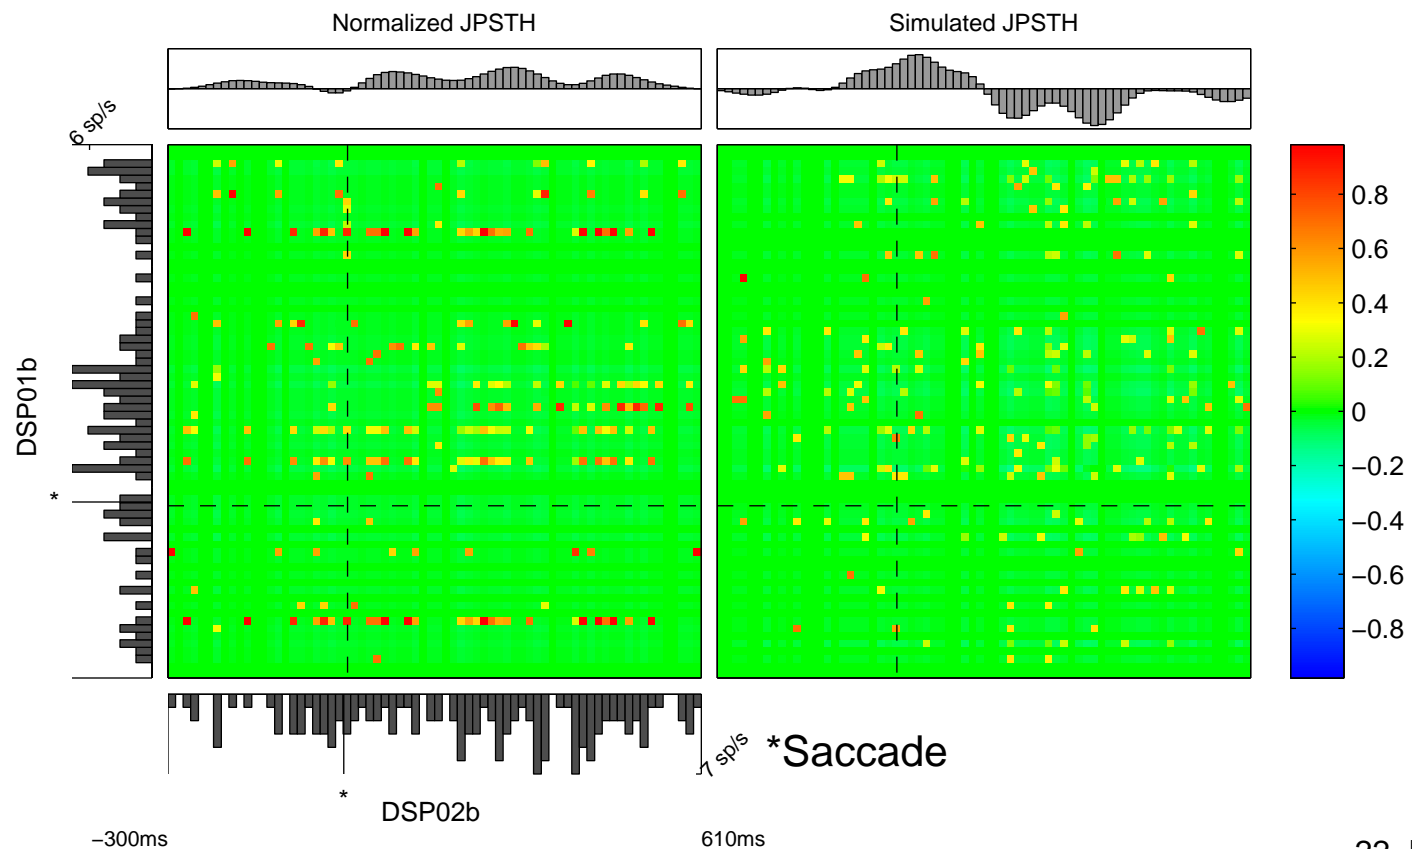 Normalized JPSTH
Simulated JPSTH
6 sp/s
DSP01b
*
0.8
0.6
0.4
0.2
0
−0.2
−0.4
−0.6
−0.8
7 sp/s
*Saccade
*
DSP02b
−300ms
610ms